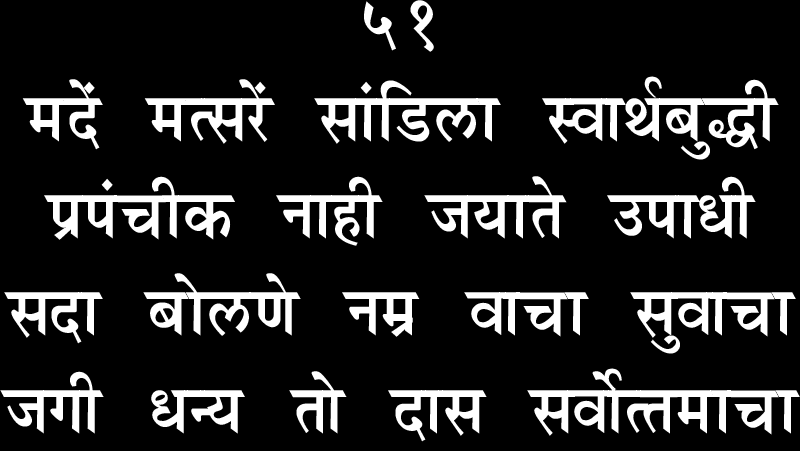 ५१
मदें मत्सरें सांडिला स्वार्थबुद्धी
प्रपंचीक नाही जयाते उपाधी
सदा बोलणे नम्र वाचा सुवाचा
जगी धन्य तो दास सर्वोत्तमाचा